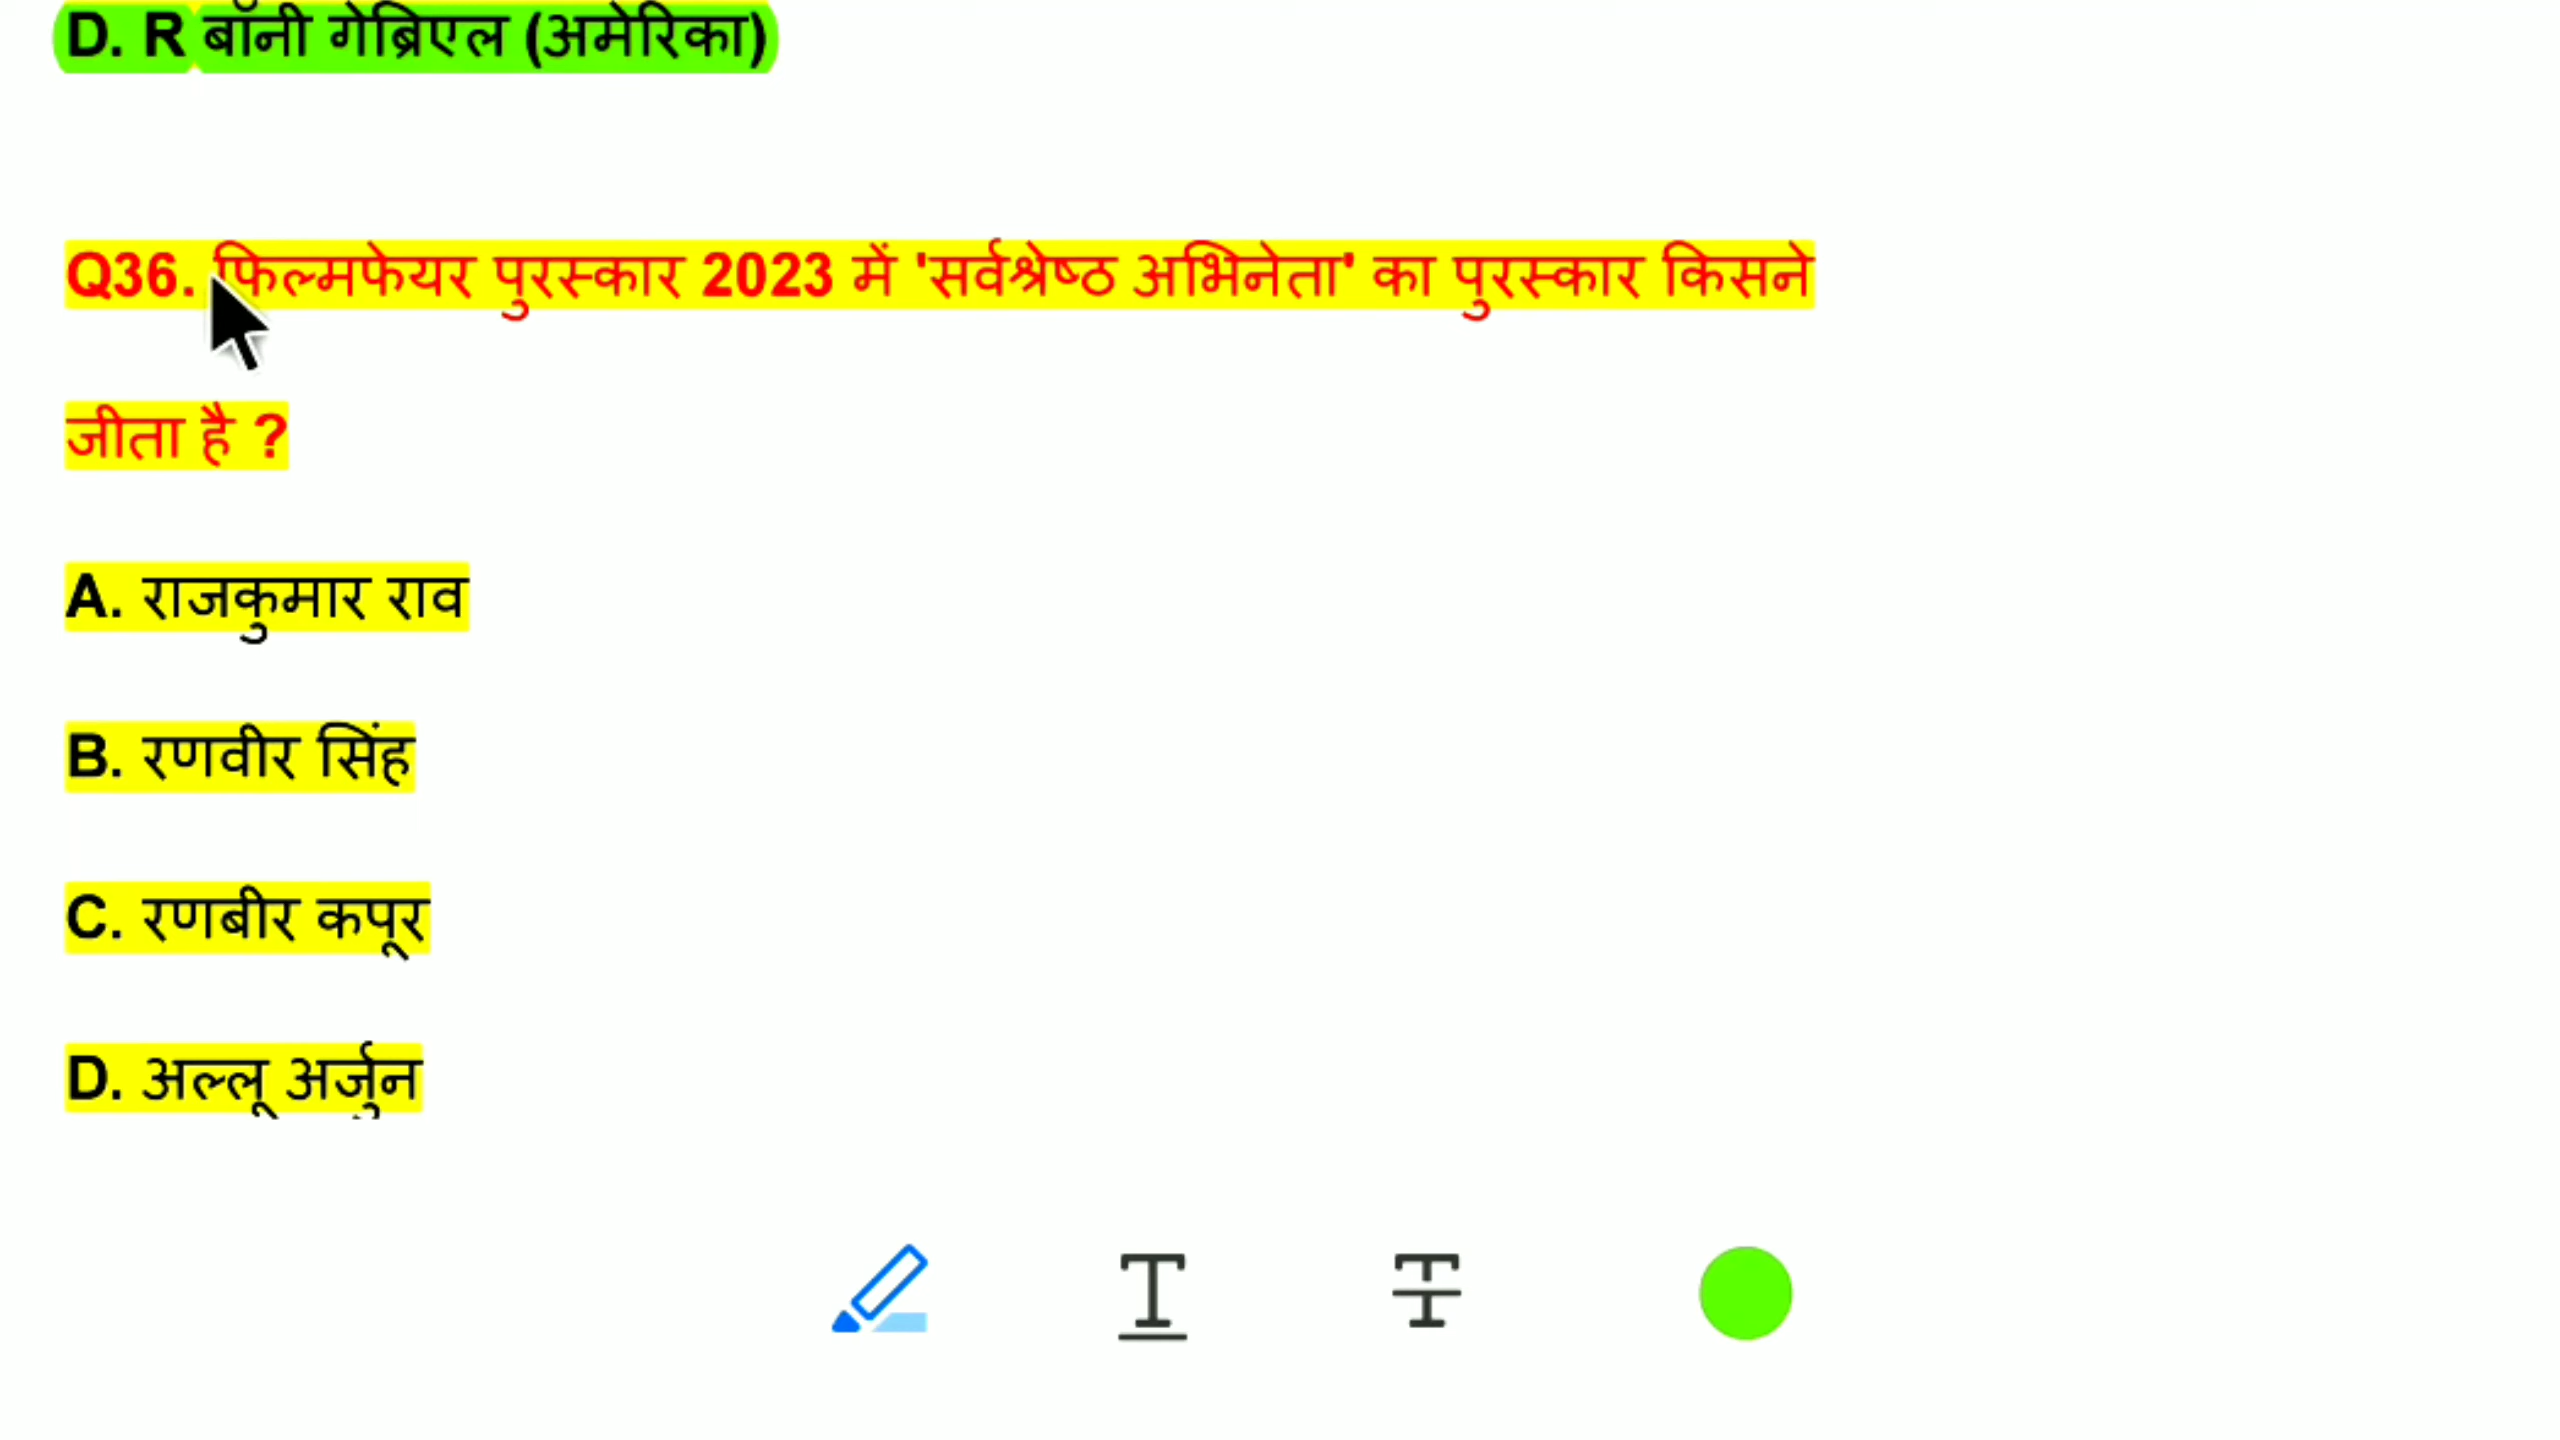 D. R बॉनी गेब्रिएल (अमेरिका)
Q36. फिल्मफेयर पुरस्कार 2023 में 'सर्वश्रेष्ठ अभिनेता' का पुरस्कार किसने
जीता है ?
A. राजकुमार राव
B. रणवीर सिंह
C. रणबीर कपूर
D. अल्लू अर्जुन